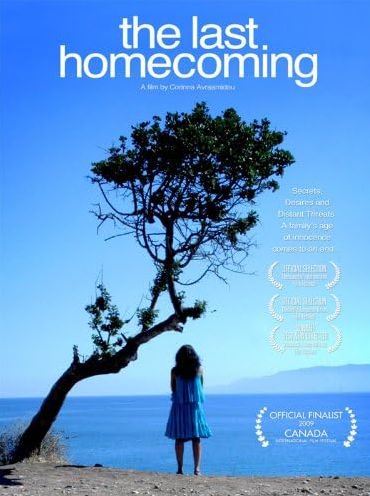 the last
homecoming
A film by Corinna Avraamidou
Secrets,
Desires and
Distant Threats
A family's age
of innocence
comes to an end...
OFFICIAL SELECTION
OFFICIAL SELECTION
OFFICIAL FINALIST
2009
CANADA
INTERNATIONAL FILM FESTIVAL